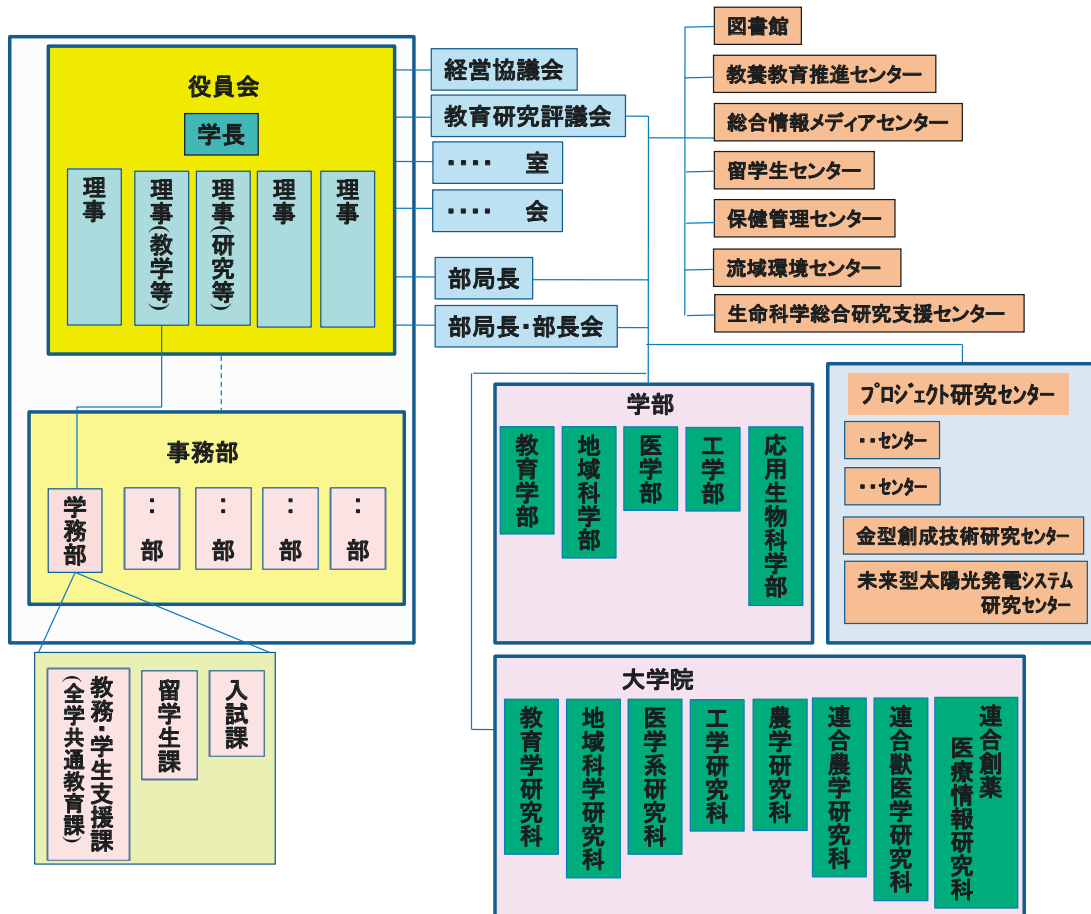 役員会
学長
理事
理事(教学等)
理事(研究等)
理事
理事
事務部
学務部
：部
：部
：部
：部
教務・学生支援課
(全学共通教育課)
留学生課
入試課
経営協議会
教育研究評議会
‥‥　室
‥‥　会
部局長
部局長・部長会
図書館
教養教育推進センター
総合情報メディアセンター
留学生センター
保健管理センター
流域環境センター
生命科学総合研究支援センター
プロジェクト研究センター
‥センター
‥センター
金型創成技術研究センター
未来型太陽光発電システム
研究センター
学部
教育学部
地域科学部
医学部
工学部
応用生物科学部
大学院
教育学研究科
地域科学研究科
医学系研究科
工学研究科
農学研究科
連合農学研究科
連合獣医学研究科
連合創薬
医療情報研究科